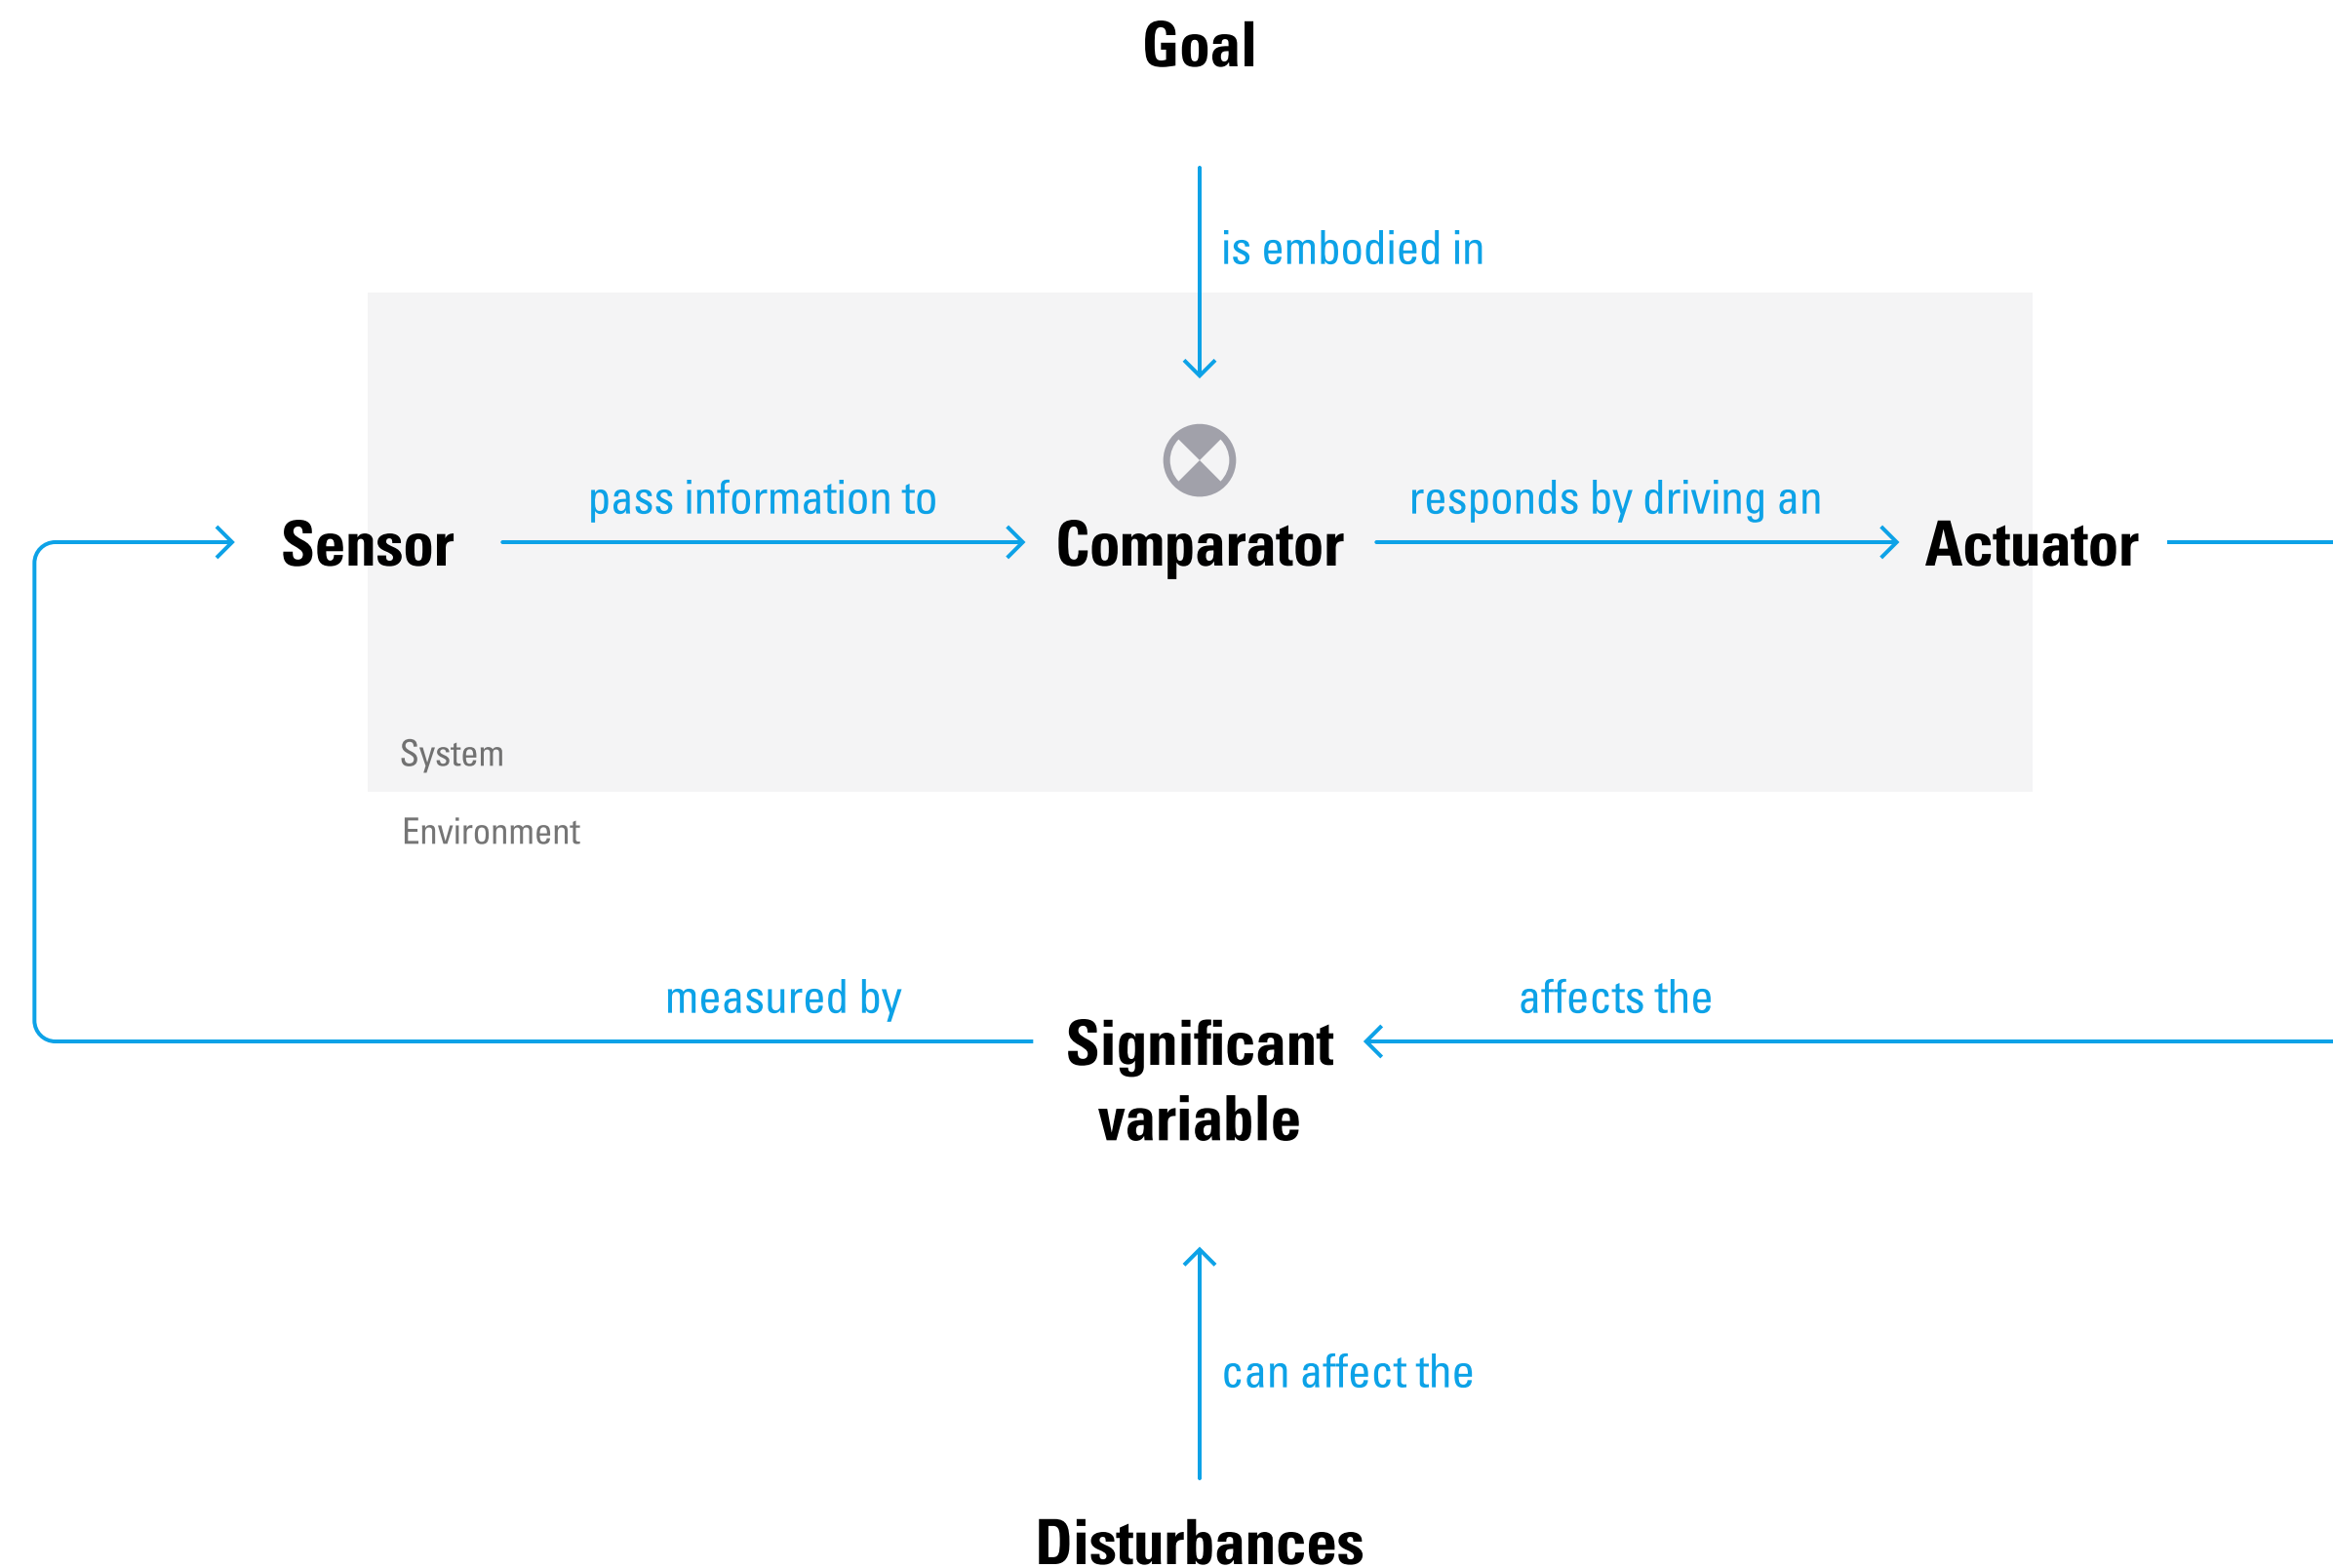 Goal
is embodied in
pass information to
responds by driving an
Sensor
Comparator
Actuator
System
Environment
measured by
affects the
Significant
variable
can affect the
Disturbances